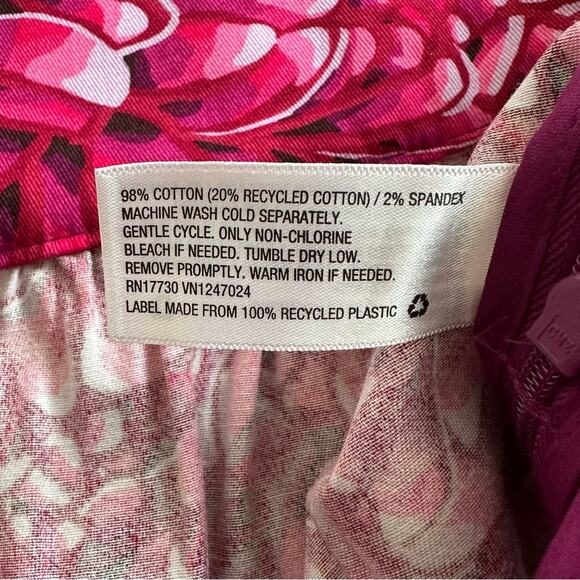 98% COTTON (20% RECYCLED COTTON) / 2% SPANDEX
MACHINE WASH COLD SEPARATELY.
GENTLE CYCLE. ONLY NON-CHLORINE
BLEACH IF NEEDED. TUMBLE DRY LOW.
REMOVE PROMPTLY. WARM IRON IF NEEDED.
RN17730 VN1247024
LABEL MADE FROM 100% RECYCLED PLASTIC